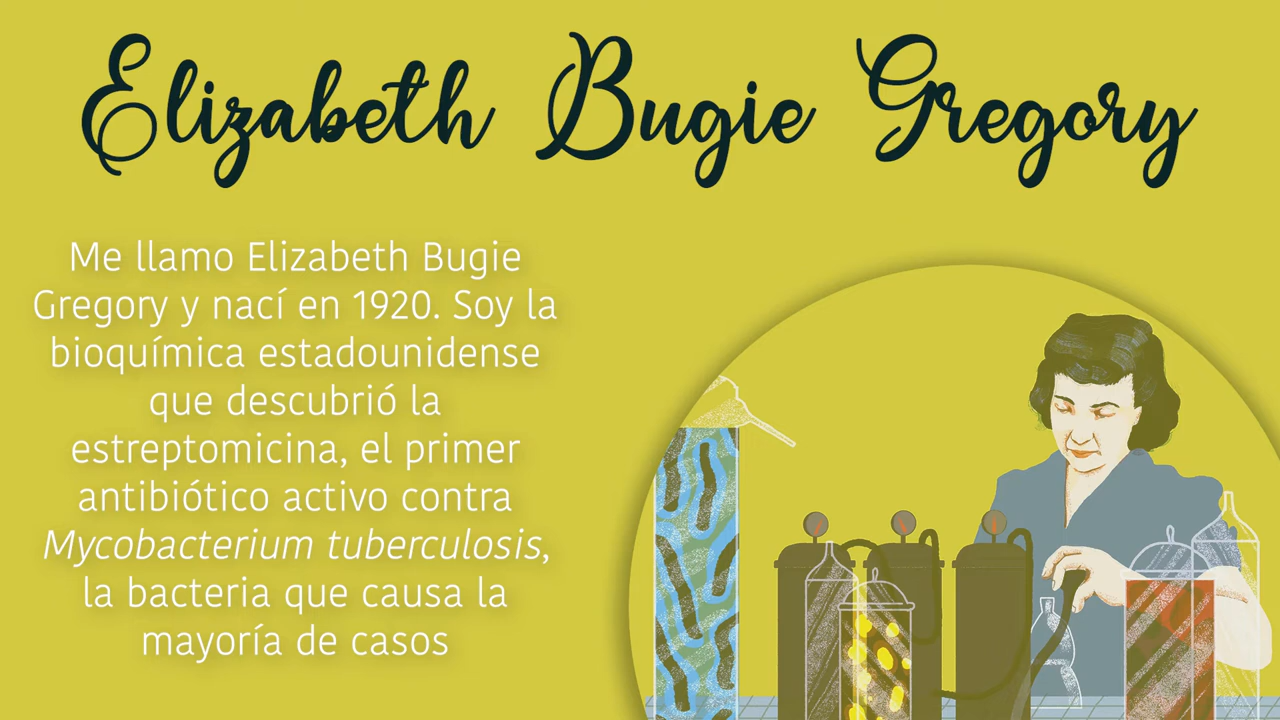 Elizabeth Bugie Gregory
Me llamo Elizabeth Bugie
Gregory y nací en 1920. Soy la
bioquímica estadounidense
que descubrió la
estreptomicina, el primer
antibiótico activo contra
Mycobacterium tuberculosis,
la bacteria que causa la
mayoría de casos